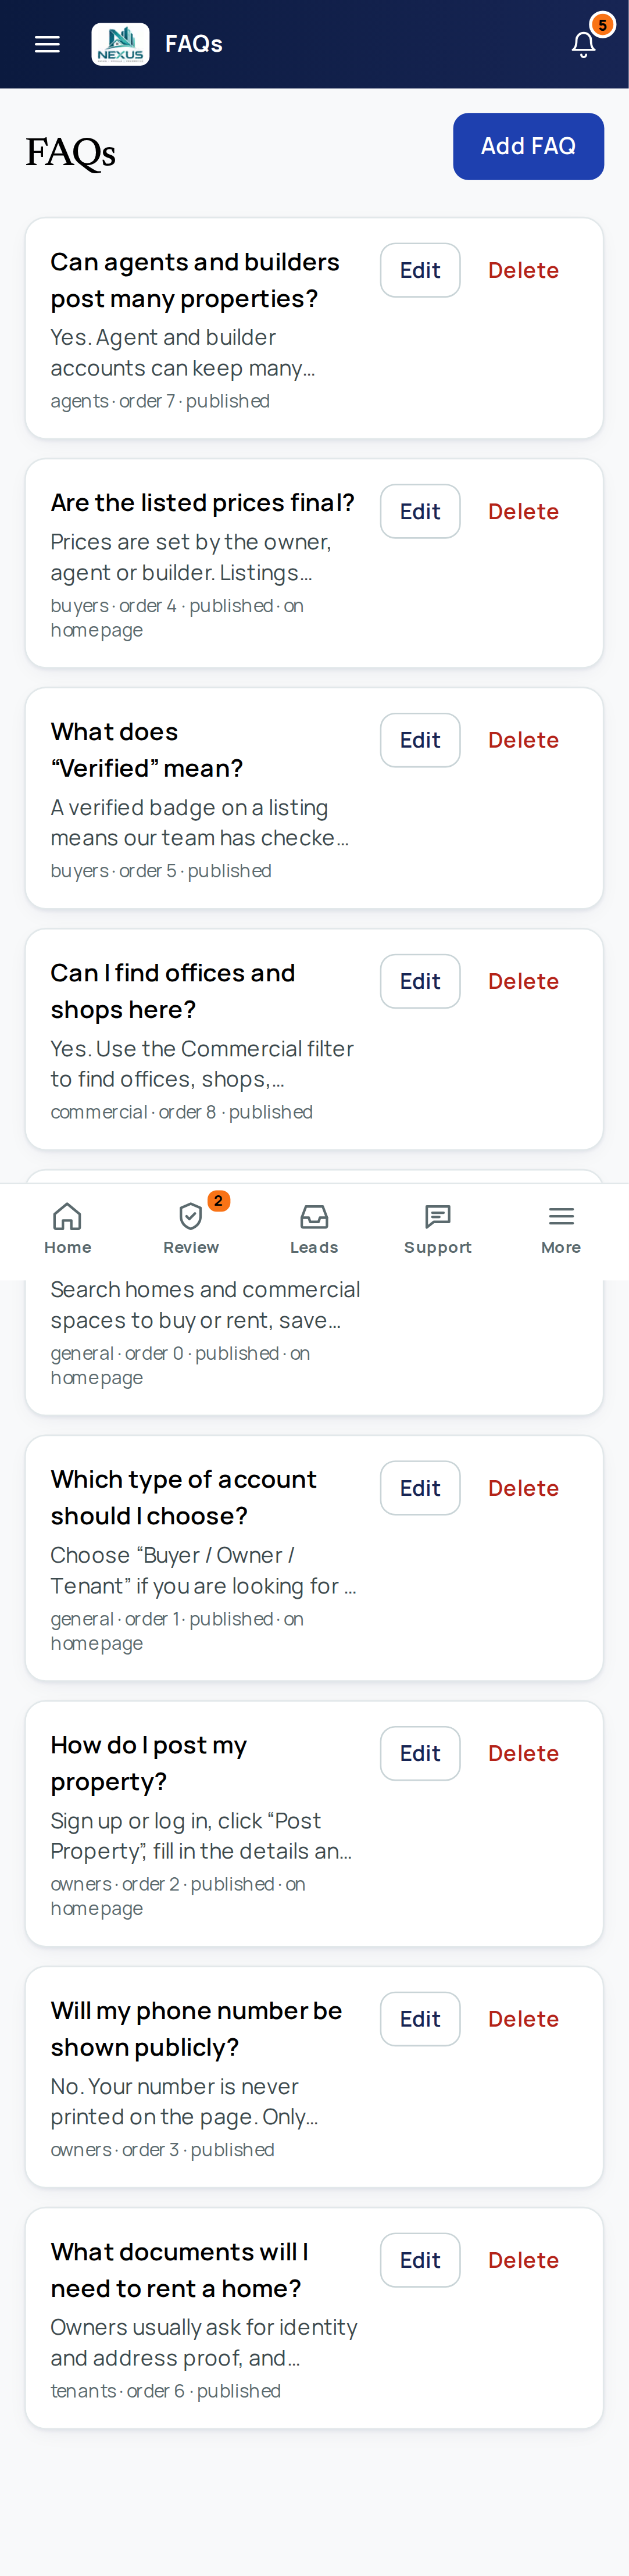 NEXUS
FAQs
5
FAQs
Add FAQ
Can agents and builders
post many properties?
Edit
Delete
Yes. Agent and builder
accounts can keep many...
agents · order 7 · published
Are the listed prices final?
Edit
Delete
Prices are set by the owner,
agent or builder. Listings...
buyers · order 4 · published · on
homepage
What does
“Verified” mean?
Edit
Delete
A verified badge on a listing
means our team has checke...
buyers · order 5 · published
Can I find offices and
shops here?
Edit
Delete
Yes. Use the Commercial filter
to find offices, shops,...
commercial · order 8 · published
2
Home
Review
Leads
Support
More
Search homes and commercial
spaces to buy or rent, save...
general · order 0 · published · on
homepage
Which type of account
should I choose?
Edit
Delete
Choose “Buyer / Owner /
Tenant” if you are looking for ...
general · order 1 · published · on
homepage
How do I post my
property?
Edit
Delete
Sign up or log in, click “Post
Property”, fill in the details an...
owners · order 2 · published · on
homepage
Will my phone number be
shown publicly?
Edit
Delete
No. Your number is never
printed on the page. Only...
owners · order 3 · published
What documents will I
need to rent a home?
Edit
Delete
Owners usually ask for identity
and address proof, and...
tenants · order 6 · published